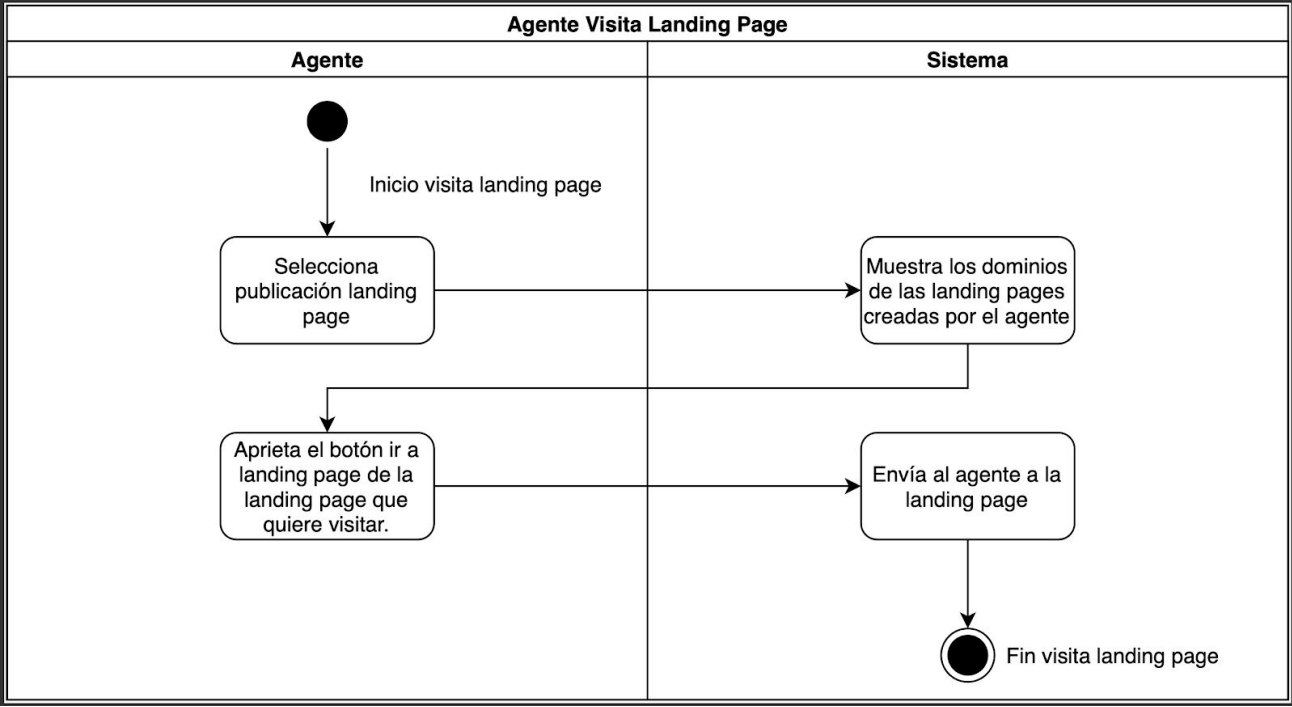 Agente Visita Landing Page
Agente
Sistema
Inicio visita landing page
Selecciona
publicación landing
page
Muestra los dominios
de las landing pages
creadas por el agente
Aprieta el botón ir a
landing page de la
landing page que
quiere visitar.
Envía al agente a la
landing page
Fin visita landing page